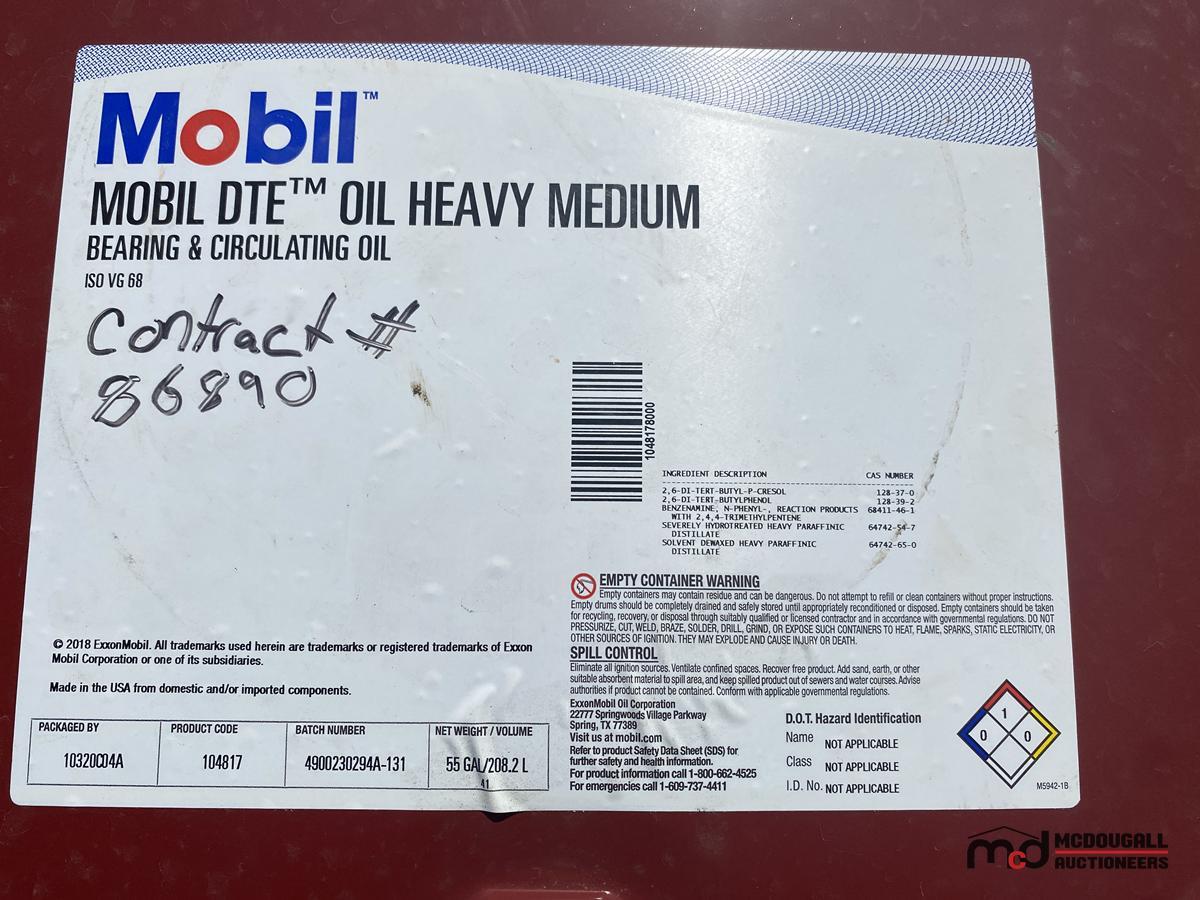 Mobil™
MOBIL DTE™ OIL HEAVY MEDIUM
BEARING & CIRCULATING OIL
ISO VG 68
Contract #
86890
1048178000
INGREDIENT DESCRIPTION CAS NUMBER
2,6-DI-TERT-BUTYL-P-CRESOL 128-37-0
2,6-DI-TERT-BUTYLPHENOL 128-39-2
BENZENAMINE, N-PHENYL-, REACTION PRODUCTS 68411-46-1
WITH 2,4,4-TRIMETHYLPENTENE
SEVERELY HYDROTREATED HEAVY PARAFFINIC 64742-54-7
DISTILLATE
SOLVENT DEWAXED HEAVY PARAFFINIC 64742-65-0
DISTILLATE
EMPTY CONTAINER WARNING
Empty containers may contain residue and can be dangerous. Do not attempt to refill or clean containers without proper instructions.
Empty drums should be completely drained and safely stored until appropriately reconditioned or disposed. Empty containers should be taken
for recycling, recovery, or disposal through suitably qualified or licensed contractor and in accordance with governmental regulations. DO NOT
PRESSURIZE, CUT, WELD, BRAZE, SOLDER, DRILL, GRIND, OR EXPOSE SUCH CONTAINERS TO HEAT, FLAME, SPARKS, STATIC ELECTRICITY, OR
OTHER SOURCES OF IGNITION. THEY MAY EXPLODE AND CAUSE INJURY OR DEATH.
SPILL CONTROL
Eliminate all ignition sources. Ventilate confined spaces. Recover free product. Add sand, earth, or other
suitable absorbent material to spill area, and keep spilled product out of sewers and water courses. Advise
authorities if product cannot be contained. Conform with applicable governmental regulations.
ExxonMobil Oil Corporation
22777 Springwoods Village Parkway
Spring, TX 77389
Visit us at mobil.com
Refer to product Safety Data Sheet (SDS) for
further safety and health information.
For product information call 1-800-662-4525
For emergencies call 1-609-737-4411
D.O.T. Hazard Identification
Name NOT APPLICABLE
Class NOT APPLICABLE
I.D. No. NOT APPLICABLE
1
0 0
M5942-1B
© 2018 ExxonMobil. All trademarks used herein are trademarks or registered trademarks of Exxon
Mobil Corporation or one of its subsidiaries.
Made in the USA from domestic and/or imported components.
PACKAGED BY PRODUCT CODE BATCH NUMBER NET WEIGHT / VOLUME
10320C04A 104817 4900230294A-131 55 GAL/208.2 L
41
mcd MCDOUGALL
AUCTIONEERS